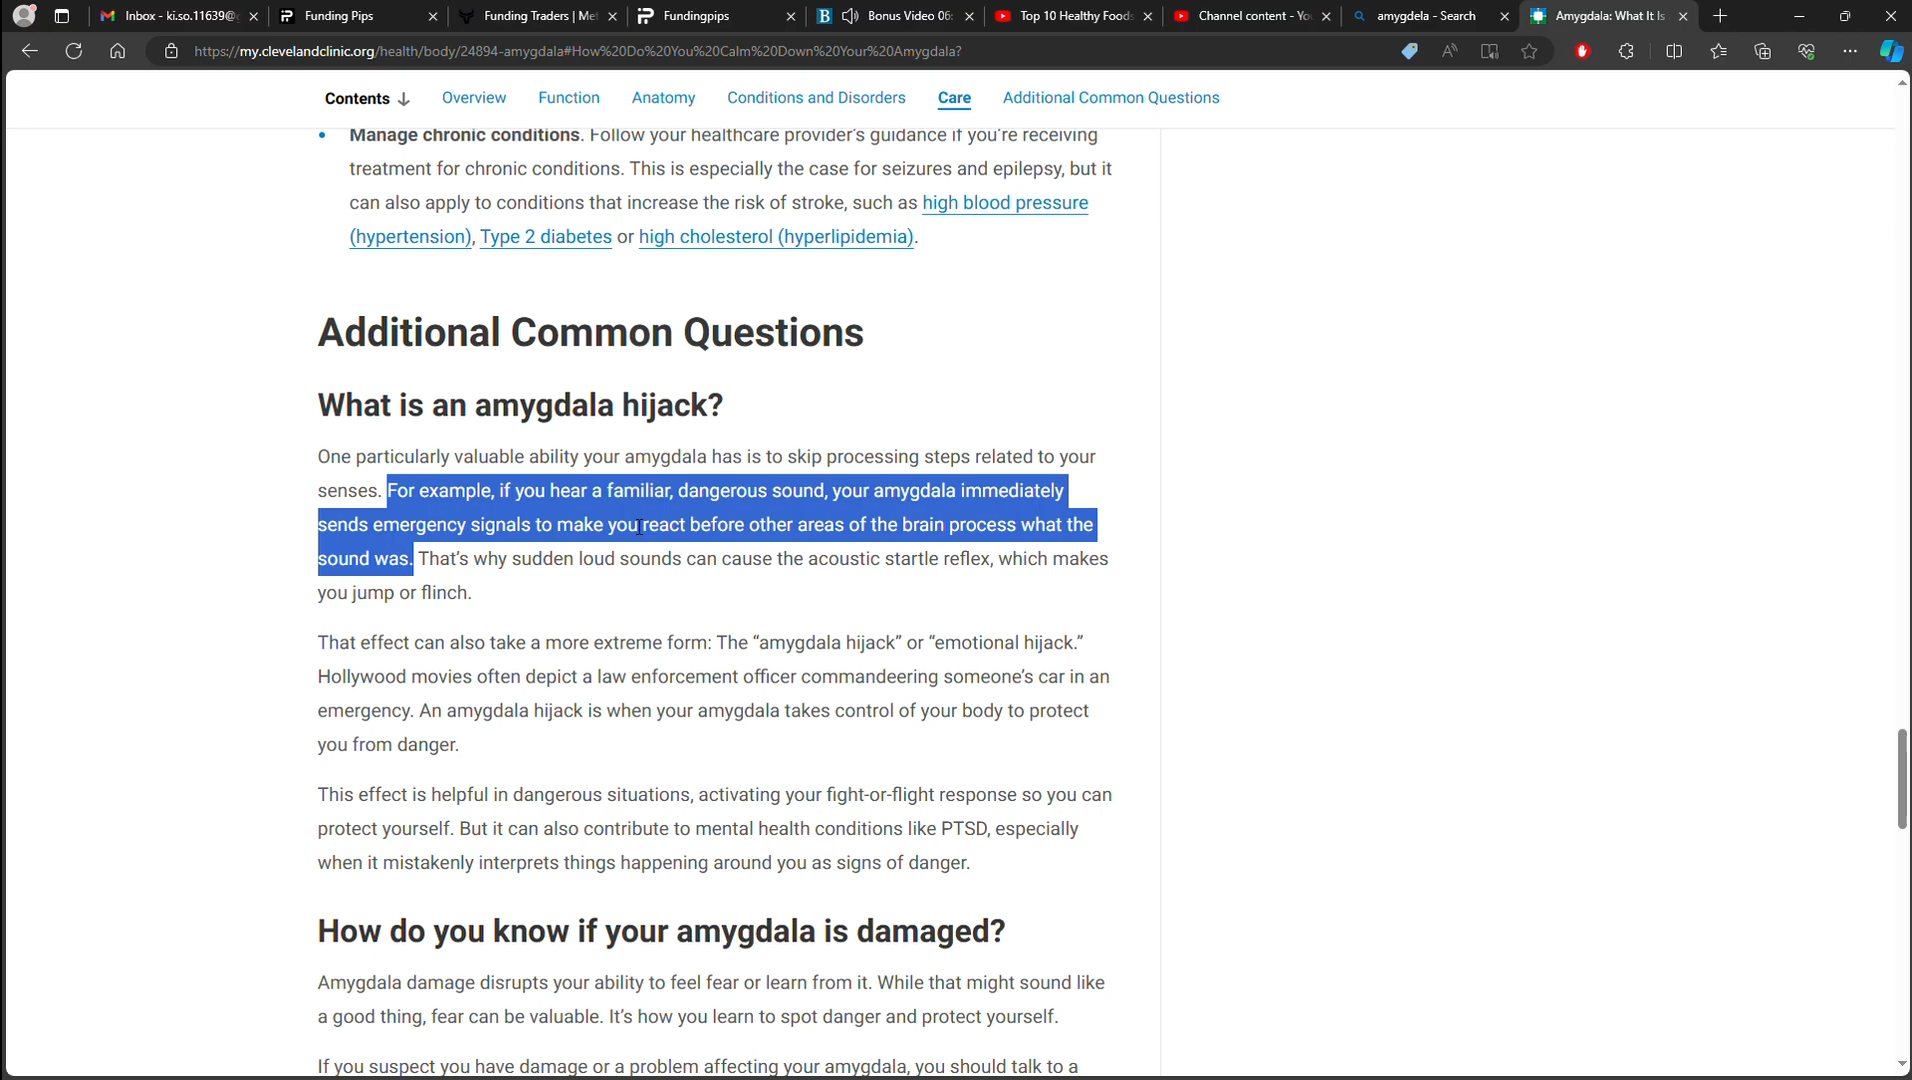 Inbox - ki.so.11639@
Funding Pips
Funding Traders | Met
Fundingpips
Bonus Video 06:
Top 10 Healthy Foods
Channel content - Yo
amygdela - Search
Amygdala: What It Is
https://my.clevelandclinic.org/health/body/24894-amygdala#How%20Do%20You%20Calm%20Down%20Your%20Amygdala?
Contents ↓ Overview Function Anatomy Conditions and Disorders Care Additional Common Questions
• Manage chronic conditions. Follow your healthcare provider's guidance if you're receiving
treatment for chronic conditions. This is especially the case for seizures and epilepsy, but it
can also apply to conditions that increase the risk of stroke, such as high blood pressure
(hypertension), Type 2 diabetes or high cholesterol (hyperlipidemia).
Additional Common Questions
What is an amygdala hijack?
One particularly valuable ability your amygdala has is to skip processing steps related to your
senses. For example, if you hear a familiar, dangerous sound, your amygdala immediately
sends emergency signals to make you react before other areas of the brain process what the
sound was. That's why sudden loud sounds can cause the acoustic startle reflex, which makes
you jump or flinch.
That effect can also take a more extreme form: The “amygdala hijack” or “emotional hijack.”
Hollywood movies often depict a law enforcement officer commandeering someone's car in an
emergency. An amygdala hijack is when your amygdala takes control of your body to protect
you from danger.
This effect is helpful in dangerous situations, activating your fight-or-flight response so you can
protect yourself. But it can also contribute to mental health conditions like PTSD, especially
when it mistakenly interprets things happening around you as signs of danger.
How do you know if your amygdala is damaged?
Amygdala damage disrupts your ability to feel fear or learn from it. While that might sound like
a good thing, fear can be valuable. It's how you learn to spot danger and protect yourself.
If you suspect you have damage or a problem affecting your amygdala, you should talk to a